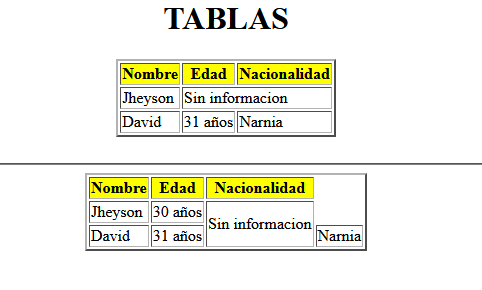 TABLAS
Nombre Edad Nacionalidad
Jheyson Sin informacion
David 31 años Narnia
Nombre Edad Nacionalidad
Jheyson 30 años Sin informacion
David 31 años Narnia